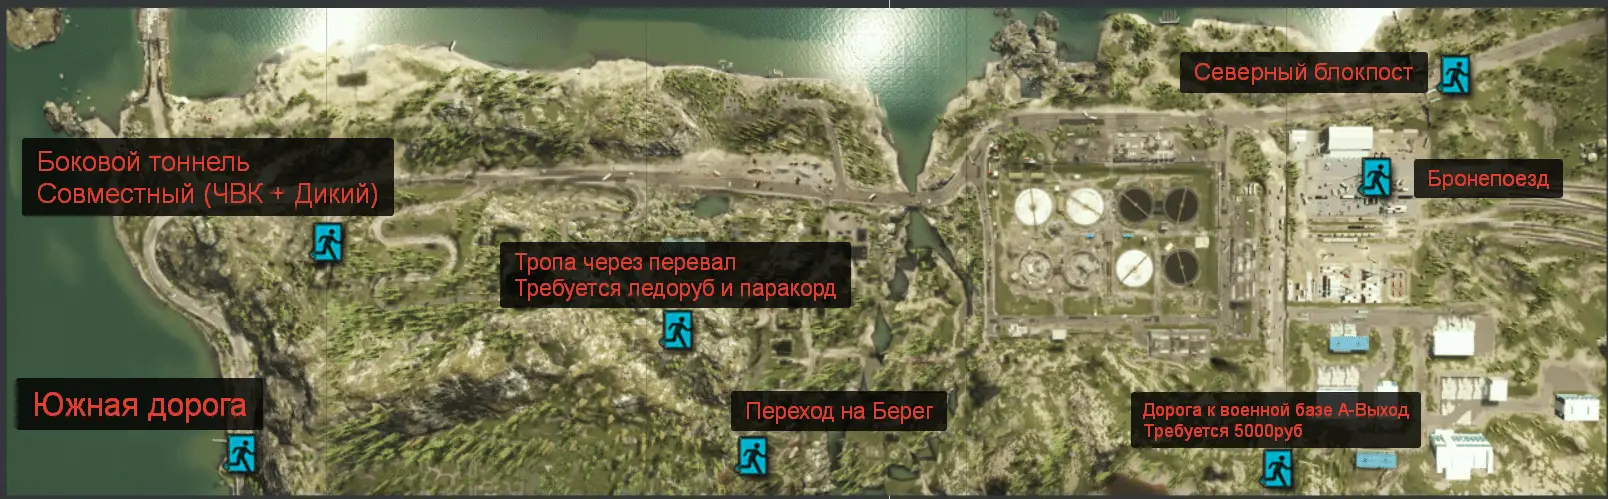 Северный блокпост
Боковой тоннель
Совместный (ЧВК + Дикий)
Бронепоезд
Тропа через перевал
Требуется ледоруб и паракорд
Южная дорога
Переход на Берег
Дорога к военной базе А-Выход
Требуется 5000руб